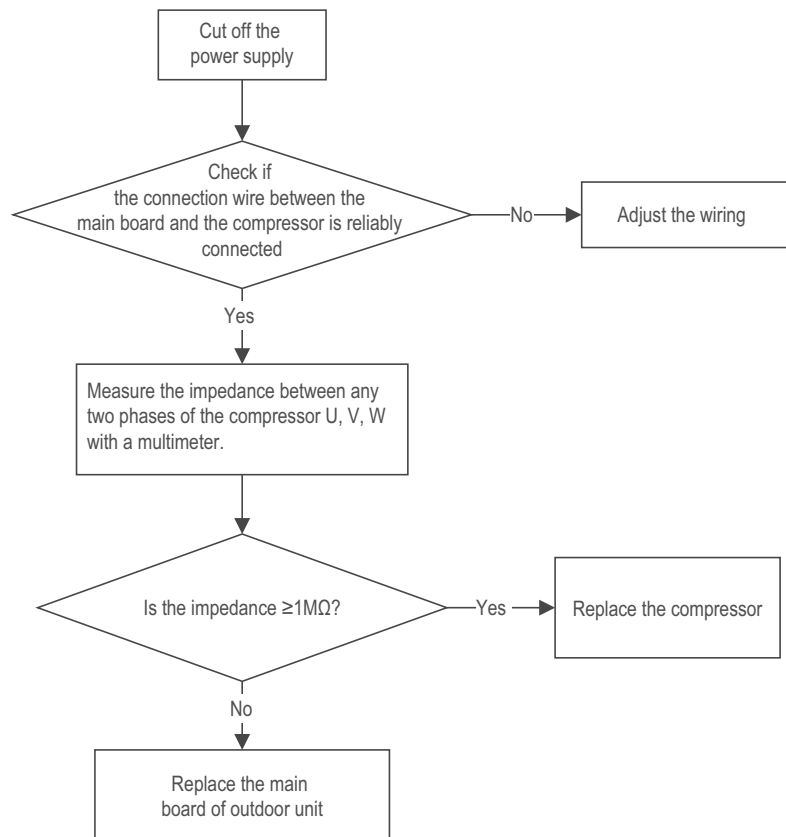 Cut off the
power supply
Check if
the connection wire between the
main board and the compressor is reliably
connected
No
Adjust the wiring
Yes
Measure the impedance between any
two phases of the compressor U, V, W
with a multimeter.
Is the impedance ≥1MΩ?
Yes
Replace the compressor
No
Replace the main
board of outdoor unit